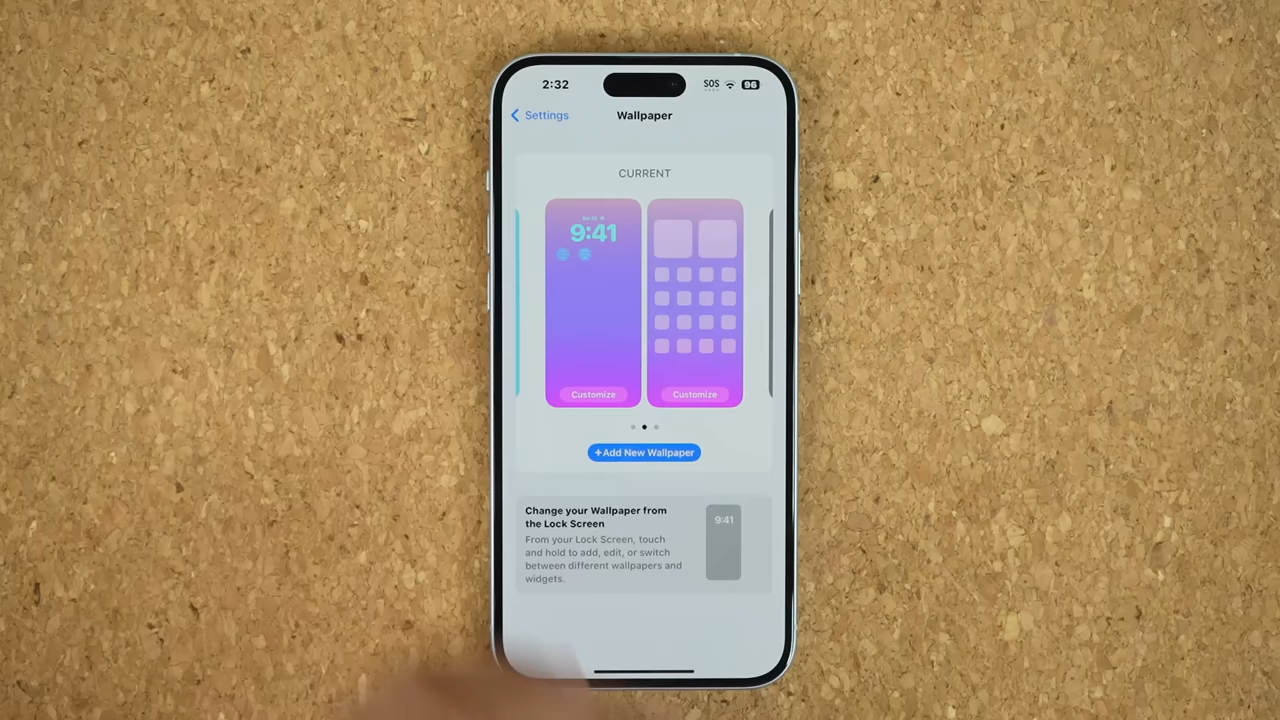 2:32
SOS
96
Settings
Wallpaper
CURRENT
9:41
Customize
Customize
+Add New Wallpaper
Change your Wallpaper from
the Lock Screen
9:41
From your Lock Screen, touch
and hold to add, edit, or switch
between different wallpapers and
widgets.